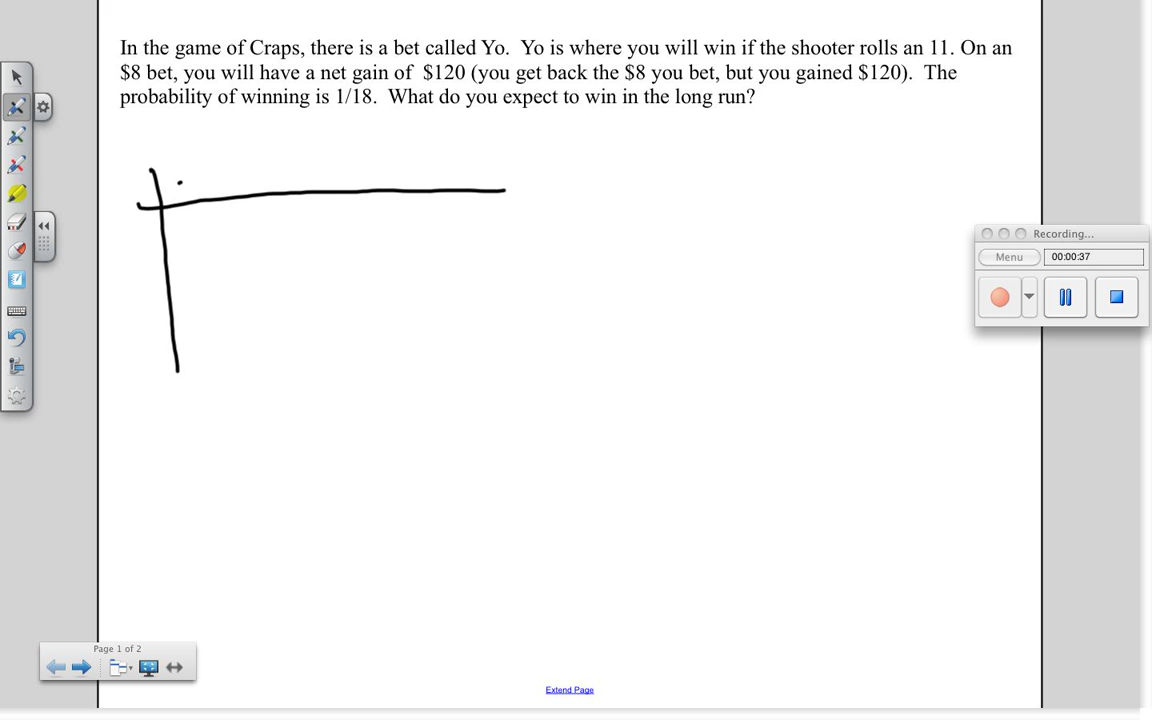 In the game of Craps, there is a bet called Yo.  Yo is where you will win if the shooter rolls an 11. On an
$8 bet, you will have a net gain of  $120 (you get back the $8 you bet, but you gained $120).  The
probability of winning is 1/18.  What do you expect to win in the long run?
Recording...
Menu
00:00:37
Page 1 of 2
Extend Page